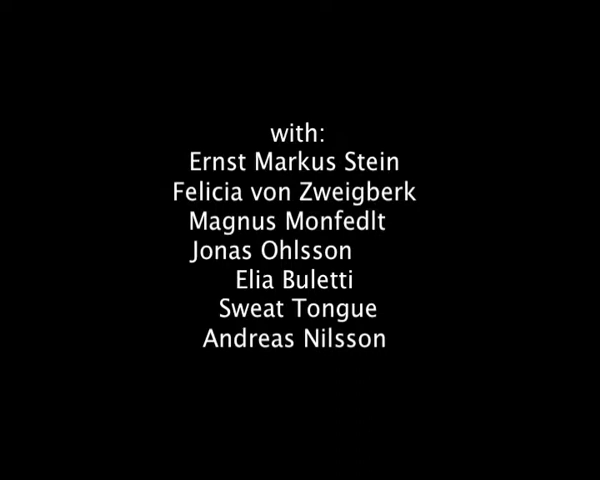 with:
Ernst Markus Stein
Felicia von Zweigberk
Magnus Monfedlt
Jonas Ohlsson
Elia Buletti
Sweat Tongue
Andreas Nilsson